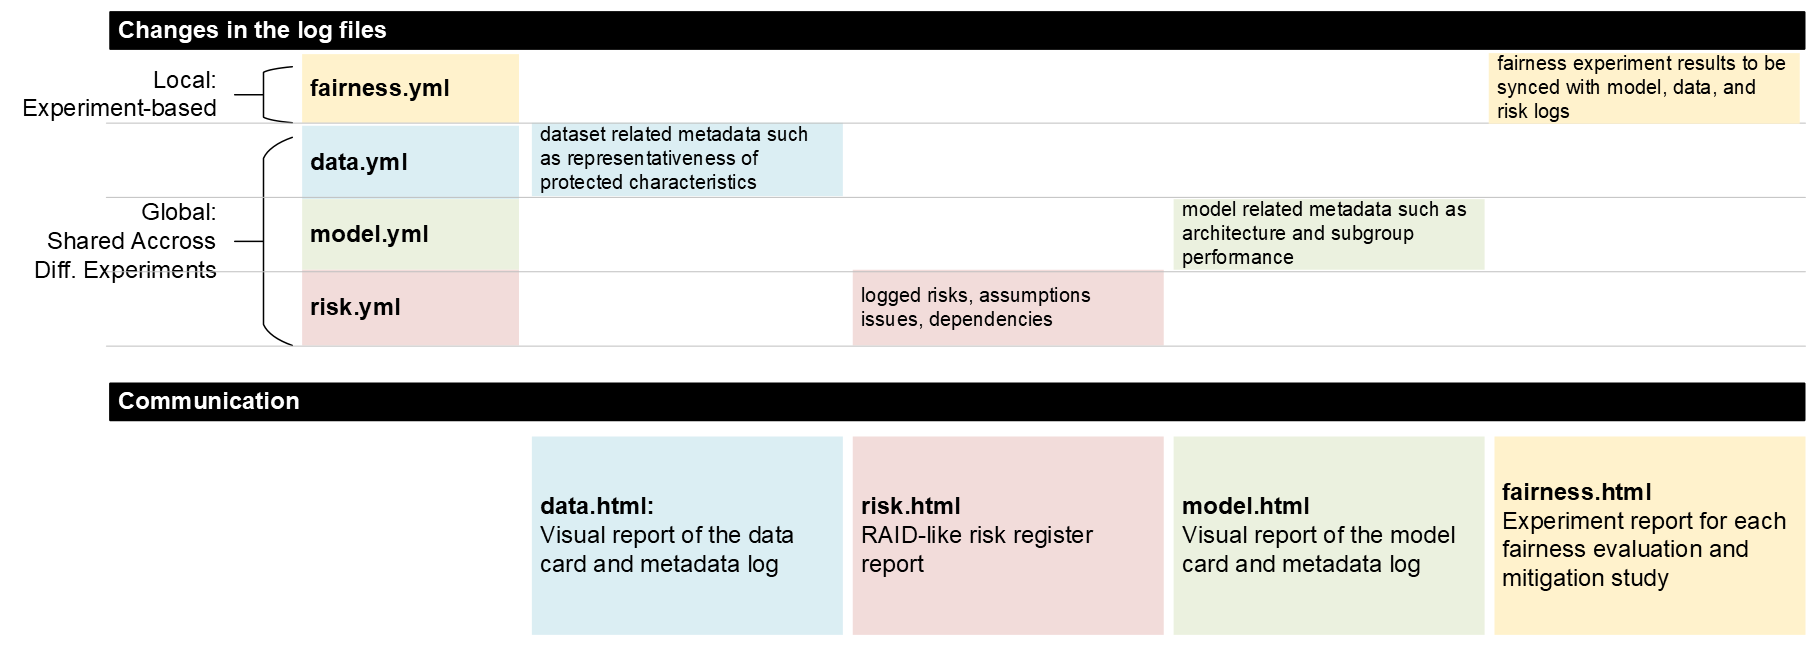 Changes in the log files
Local:
Experiment-based
fairness.yml
fairness experiment results to be
synced with model, data, and
risk logs
data.yml
dataset related metadata such
as representativeness of
protected characteristics
Global:
Shared Accross
Diff. Experiments
model.yml
model related metadata such as
architecture and subgroup
performance
risk.yml
logged risks, assumptions
issues, dependencies
Communication
data.html:
Visual report of the data
card and metadata log
risk.html
RAID-like risk register
report
model.html
Visual report of the model
card and metadata log
fairness.html
Experiment report for each
fairness evaluation and
mitigation study